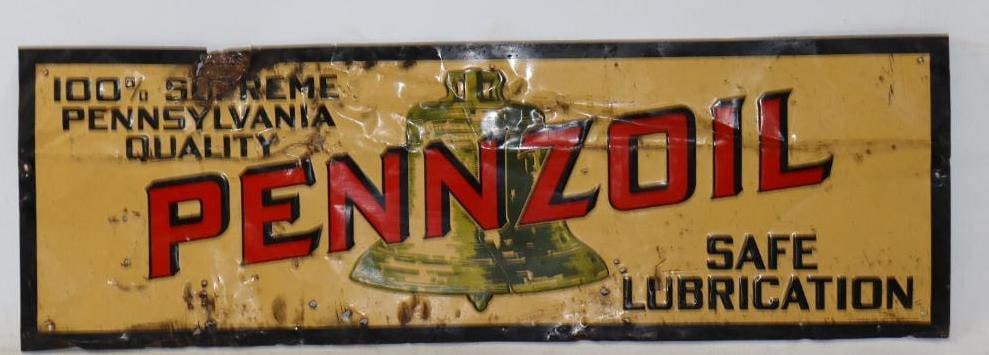 100% SUPREME
PENNSYLVANIA
QUALITY
PENNZOIL
SAFE
LUBRICATION